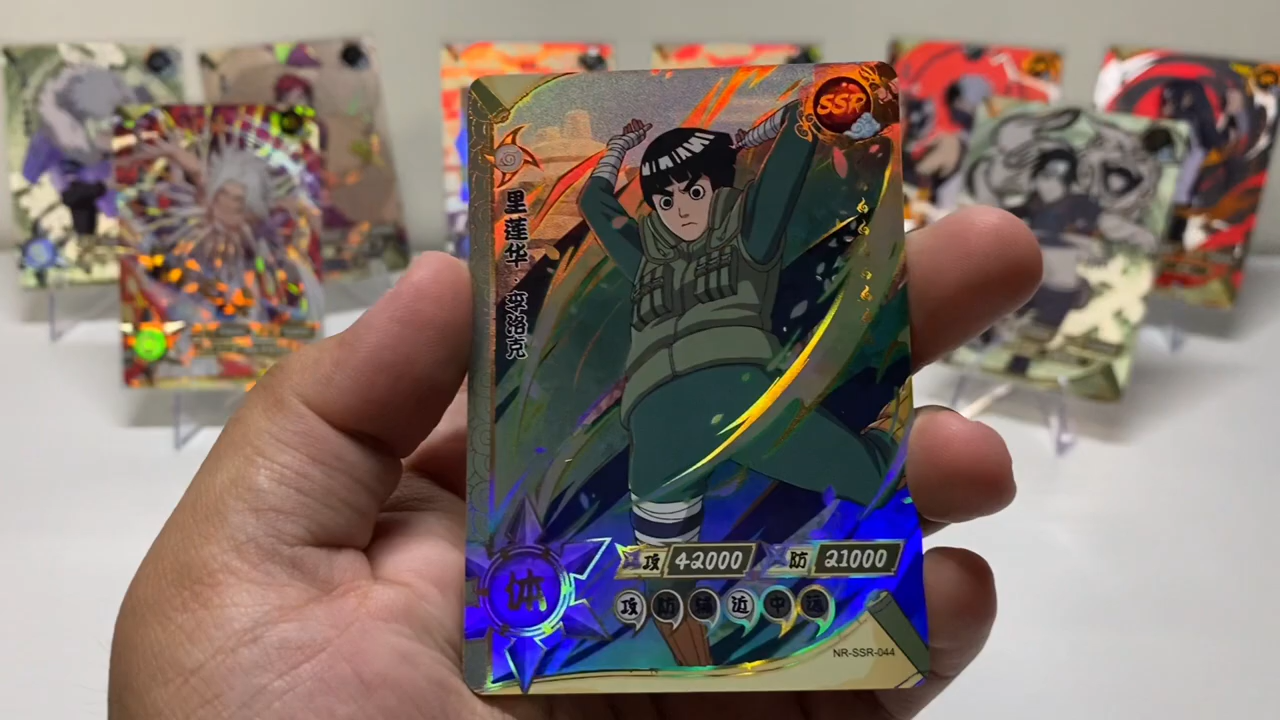 SSR
里莲华·李洛克
攻 42000 防 21000
体
攻 防 辅 近 中 远
NR-SSR-044